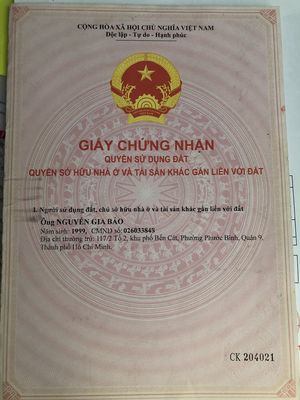 CỘNG HÒA XÃ HỘI CHỦ NGHĨA VIỆT NAM
Độc lập - Tự do - Hạnh phúc
GIẤY CHỨNG NHẬN
QUYỀN SỬ DỤNG ĐẤT
QUYỀN SỞ HỮU NHÀ Ở VÀ TÀI SẢN KHÁC GẮN LIỀN VỚI ĐẤT
I. Người sử dụng đất, chủ sở hữu nhà ở và tài sản khác gắn liền với đất
Ông NGUYỄN GIA BẢO
Năm sinh: 1999, CMND số: 026033848
Địa chỉ thường trú: 117/2 Tổ 2, khu phố Bến Cát, Phường Phước Bình, Quận 9,
Thành phố Hồ Chí Minh.
CK 204021